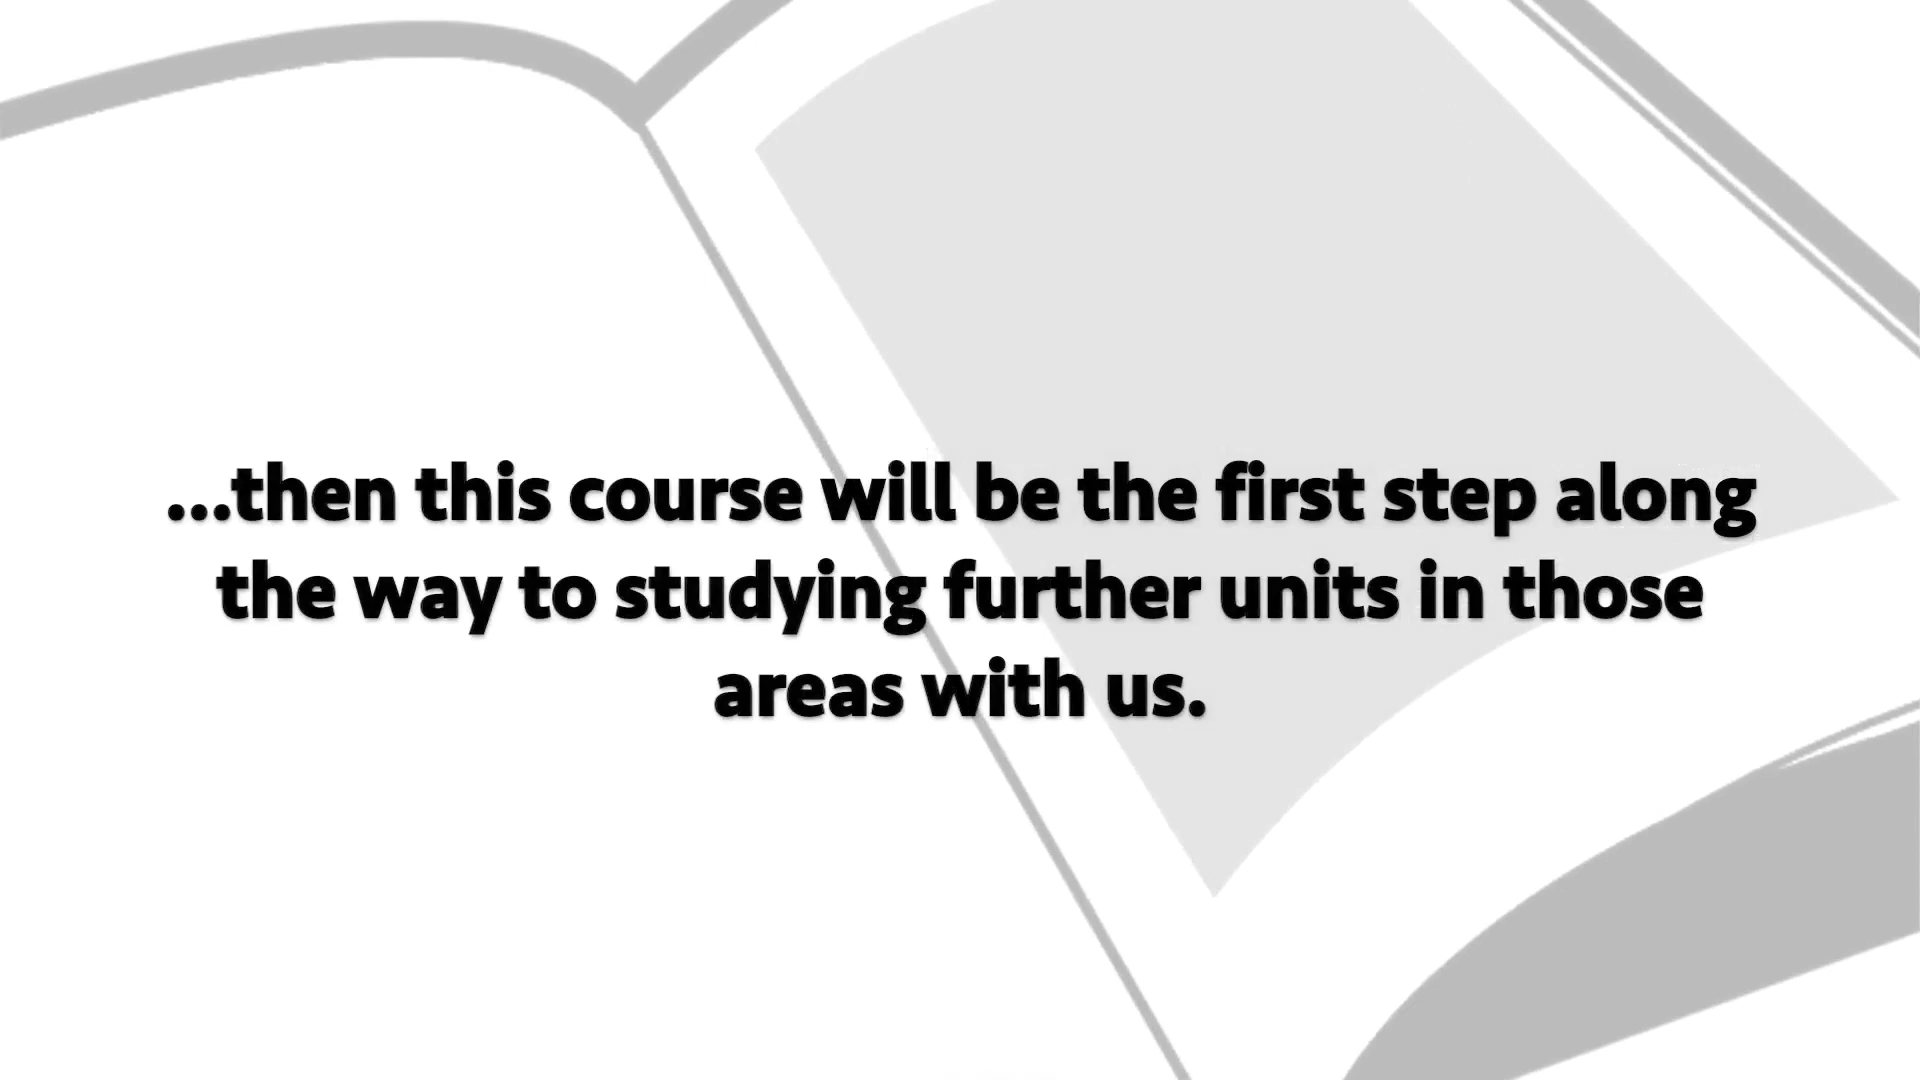 ...then this course will be the first step along
the way to studying further units in those
areas with us.